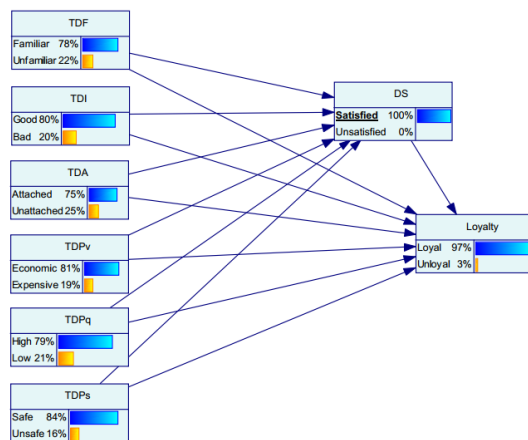 TDF
Familiar 78%
Unfamiliar 22%
TDI
Good 80%
Bad 20%
TDA
Attached 75%
Unattached 25%
TDPv
Economic 81%
Expensive 19%
TDPq
High 79%
Low 21%
TDPs
Safe 84%
Unsafe 16%
DS
Satisfied 100%
Unsatisfied 0%
Loyalty
Loyal 97%
Unloyal 3%